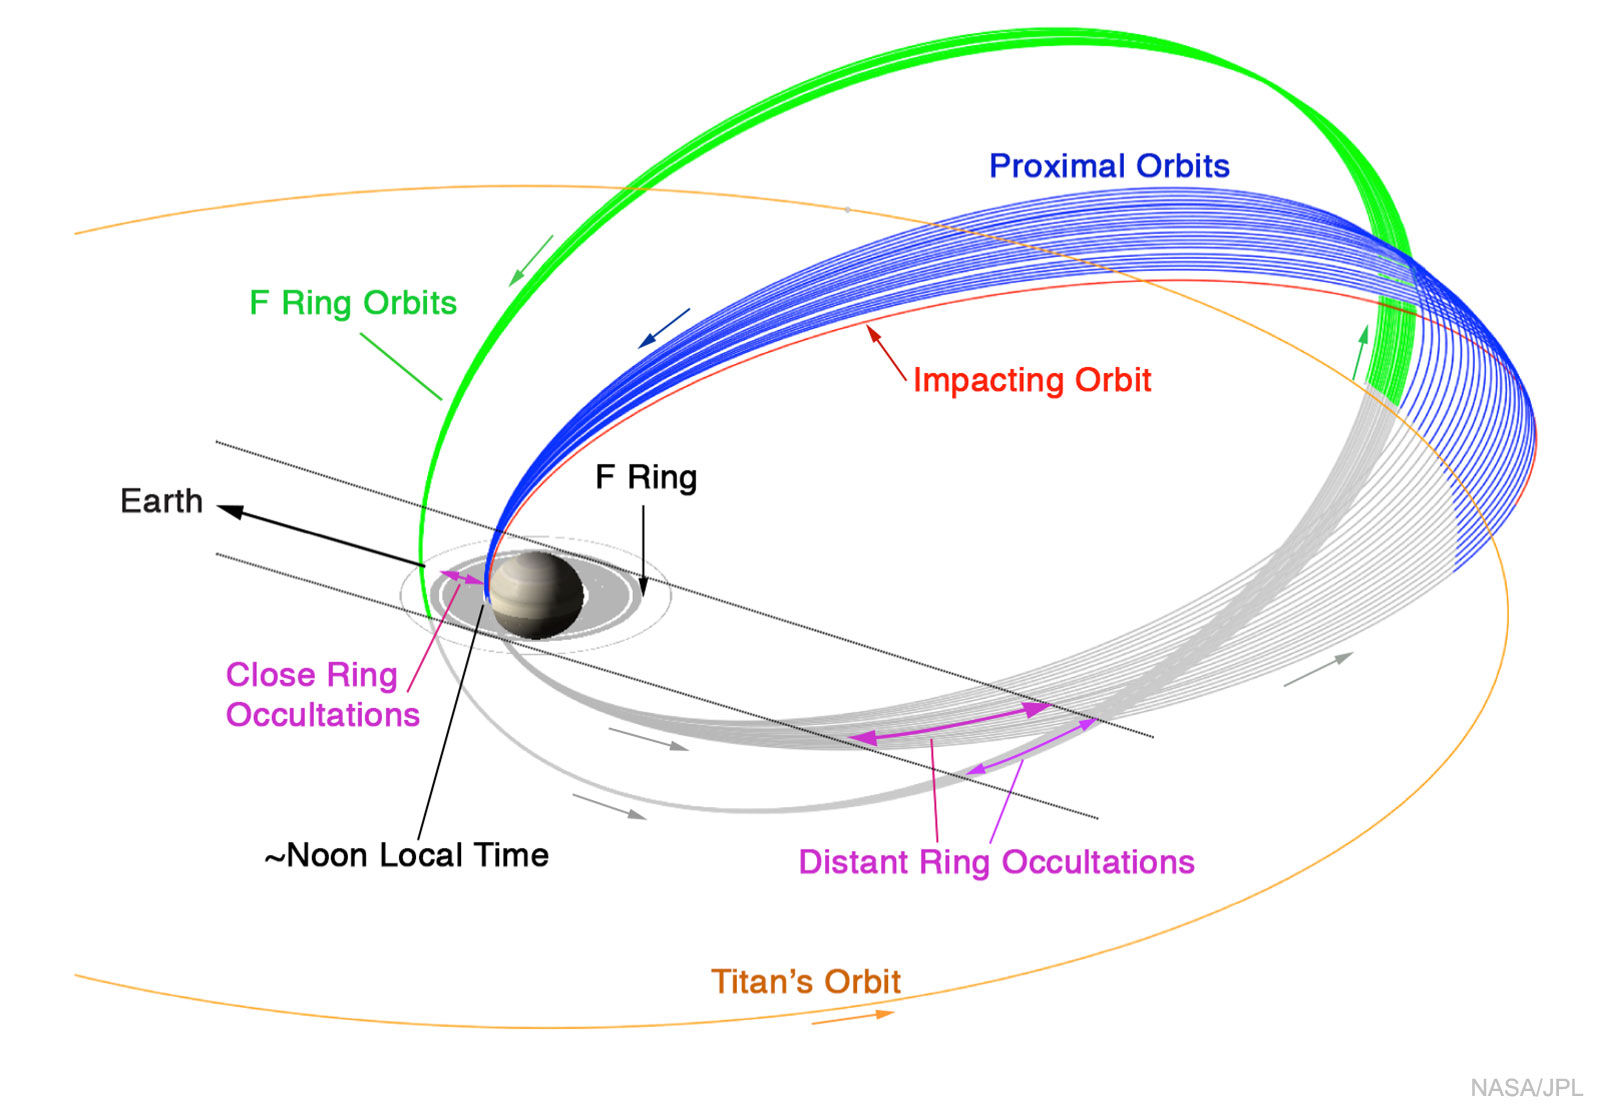 Proximal Orbits
F Ring Orbits
Impacting Orbit
F Ring
Earth
Close Ring
Occultations
~Noon Local Time
Distant Ring Occultations
Titan’s Orbit
NASA/JPL